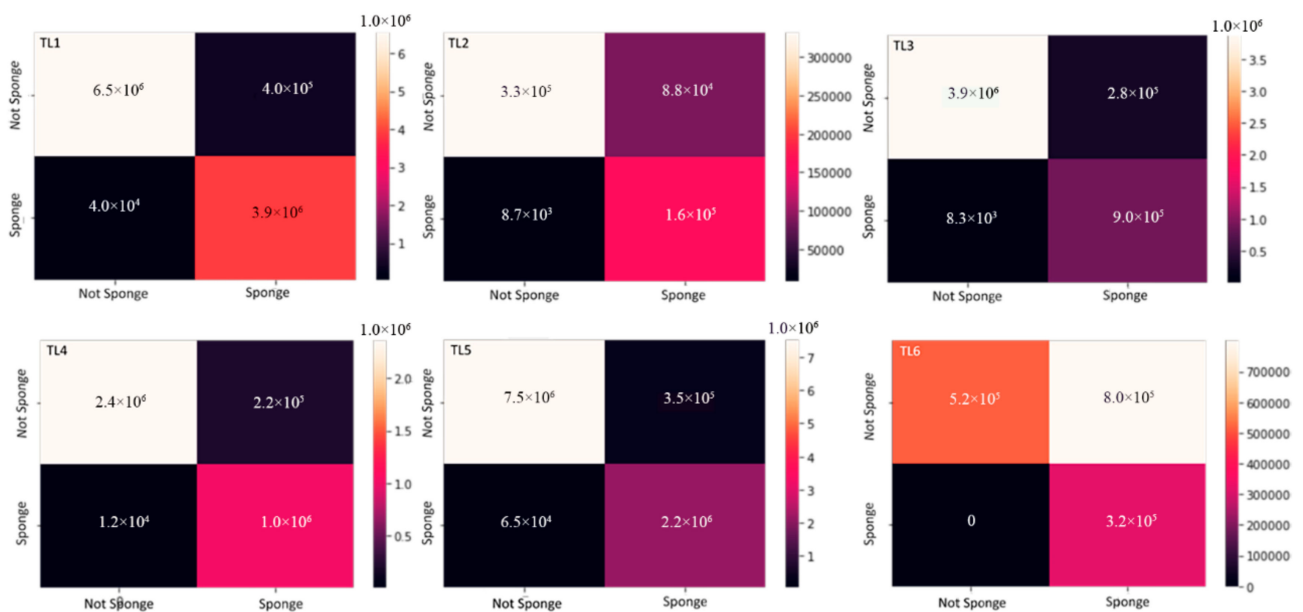 1.0×10⁶
1.0×10⁶
TL1
Not Sponge
6.5×10⁶ 4.0×10⁵
Sponge
4.0×10⁴ 3.9×10⁶
Not Sponge Sponge
6
5
4
3
2
1
TL2
Not Sponge
3.3×10⁵ 8.8×10⁴
Sponge
8.7×10³ 1.6×10⁵
Not Sponge Sponge
300000
250000
200000
150000
100000
50000
TL3
Not Sponge
3.9×10⁶ 2.8×10⁵
Sponge
8.3×10³ 9.0×10⁵
Not Sponge Sponge
3.5
3.0
2.5
2.0
1.5
1.0
0.5
1.0×10⁶
1.0×10⁶
TL4
Not Sponge
2.4×10⁶ 2.2×10⁵
Sponge
1.2×10⁴ 1.0×10⁶
Not Sponge Sponge
2.0
1.5
1.0
0.5
TL5
Not Sponge
7.5×10⁶ 3.5×10⁵
Sponge
6.5×10⁴ 2.2×10⁶
Not Sponge Sponge
7
6
5
4
3
2
1
TL6
Not Sponge
5.2×10⁵ 8.0×10⁵
Sponge
0 3.2×10⁵
Not Sponge Sponge
700000
600000
500000
400000
300000
200000
100000
0